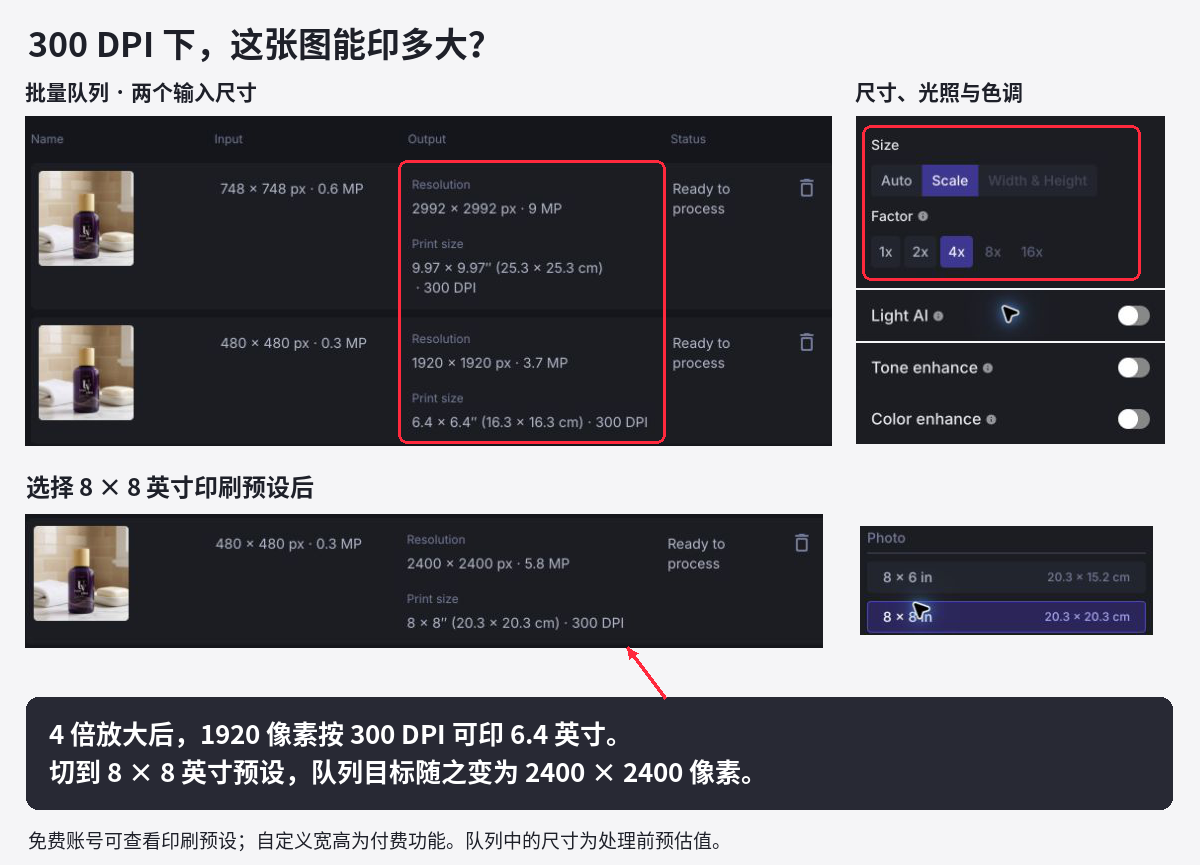 300 DPI 下，这张图能印多大？
批量队列 · 两个输入尺寸
Name Input Output Status
748 × 748 px · 0.6 MP
Resolution
2992 × 2992 px · 9 MP
Print size
9.97 × 9.97″ (25.3 × 25.3 cm)
· 300 DPI
Ready to
process
480 × 480 px · 0.3 MP
Resolution
1920 × 1920 px · 3.7 MP
Print size
6.4 × 6.4″ (16.3 × 16.3 cm) · 300 DPI
Ready to
process
尺寸、光照与色调
Size
Auto Scale Width & Height
Factor
1x 2x 4x 8x 16x
Light AI
Tone enhance
Color enhance
选择 8 × 8 英寸印刷预设后
480 × 480 px · 0.3 MP
Resolution
2400 × 2400 px · 5.8 MP
Print size
8 × 8″ (20.3 × 20.3 cm) · 300 DPI
Ready to
process
Photo
8 × 6 in 20.3 × 15.2 cm
8 × 8 in 20.3 × 20.3 cm
4 倍放大后，1920 像素按 300 DPI 可印 6.4 英寸。
切到 8 × 8 英寸预设，队列目标随之变为 2400 × 2400 像素。
免费账号可查看印刷预设；自定义宽高为付费功能。队列中的尺寸为处理前预估值。